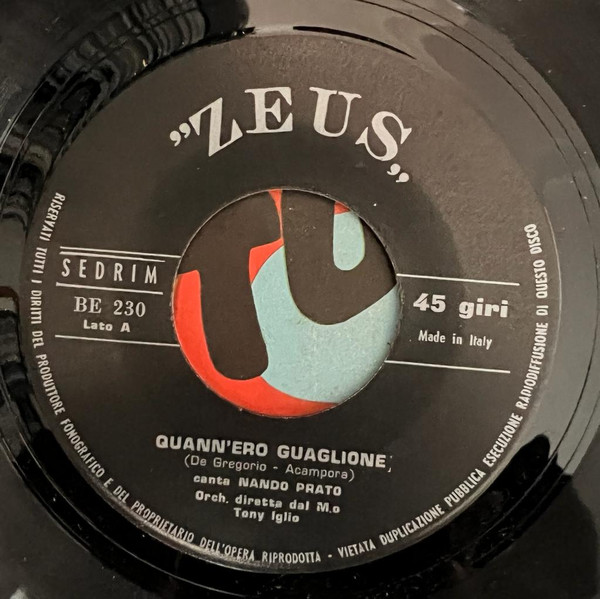 "ZEUS"
SEDRIM
BE 230
Lato A
45 giri
Made in Italy
QUANN'ERO GUAGLIONE
(De Gregorio - Acampora)
canta NANDO PRATO
Orch. diretta dal M.o
Tony Iglio
RISERVATI TUTTI I DIRITTI DEL PRODUTTORE FONOGRAFICO E DEL PROPRIETARIO DELL'OPERA RIPRODOTTA - VIETATA DUPLICAZIONE PUBBLICA ESECUZIONE RADIODIFFUSIONE DI QUESTO DISCO